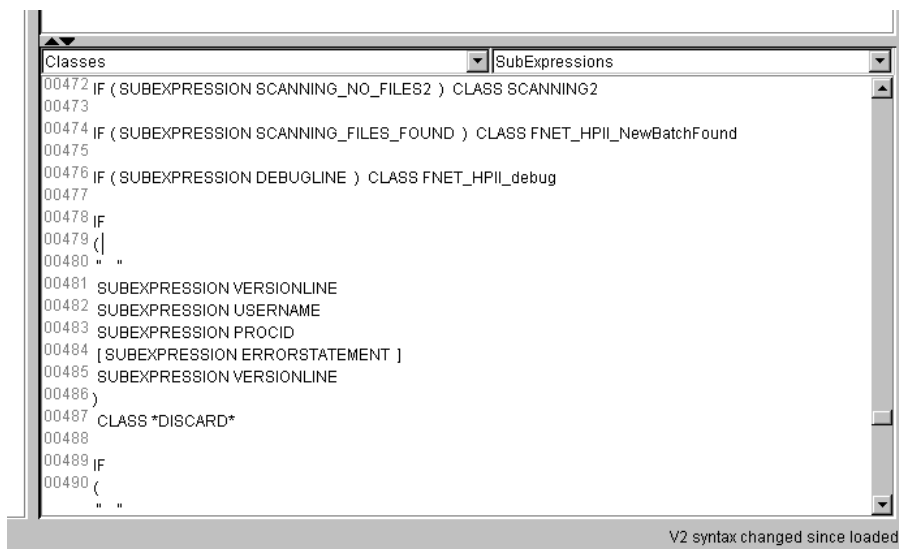 Classes SubExpressions
00472 IF ( SUBEXPRESSION SCANNING_NO_FILES2 ) CLASS SCANNING2
00473
00474 IF ( SUBEXPRESSION SCANNING_FILES_FOUND ) CLASS FNET_HPII_NewBatchFound
00475
00476 IF ( SUBEXPRESSION DEBUGLINE ) CLASS FNET_HPII_debug
00477
00478 IF
00479 (
00480 " "
00481 SUBEXPRESSION VERSIONLINE
00482 SUBEXPRESSION USERNAME
00483 SUBEXPRESSION PROCID
00484 [ SUBEXPRESSION ERRORSTATEMENT ]
00485 SUBEXPRESSION VERSIONLINE
00486 )
00487 CLASS *DISCARD*
00488
00489 IF
00490 (
" "
V2 syntax changed since loaded